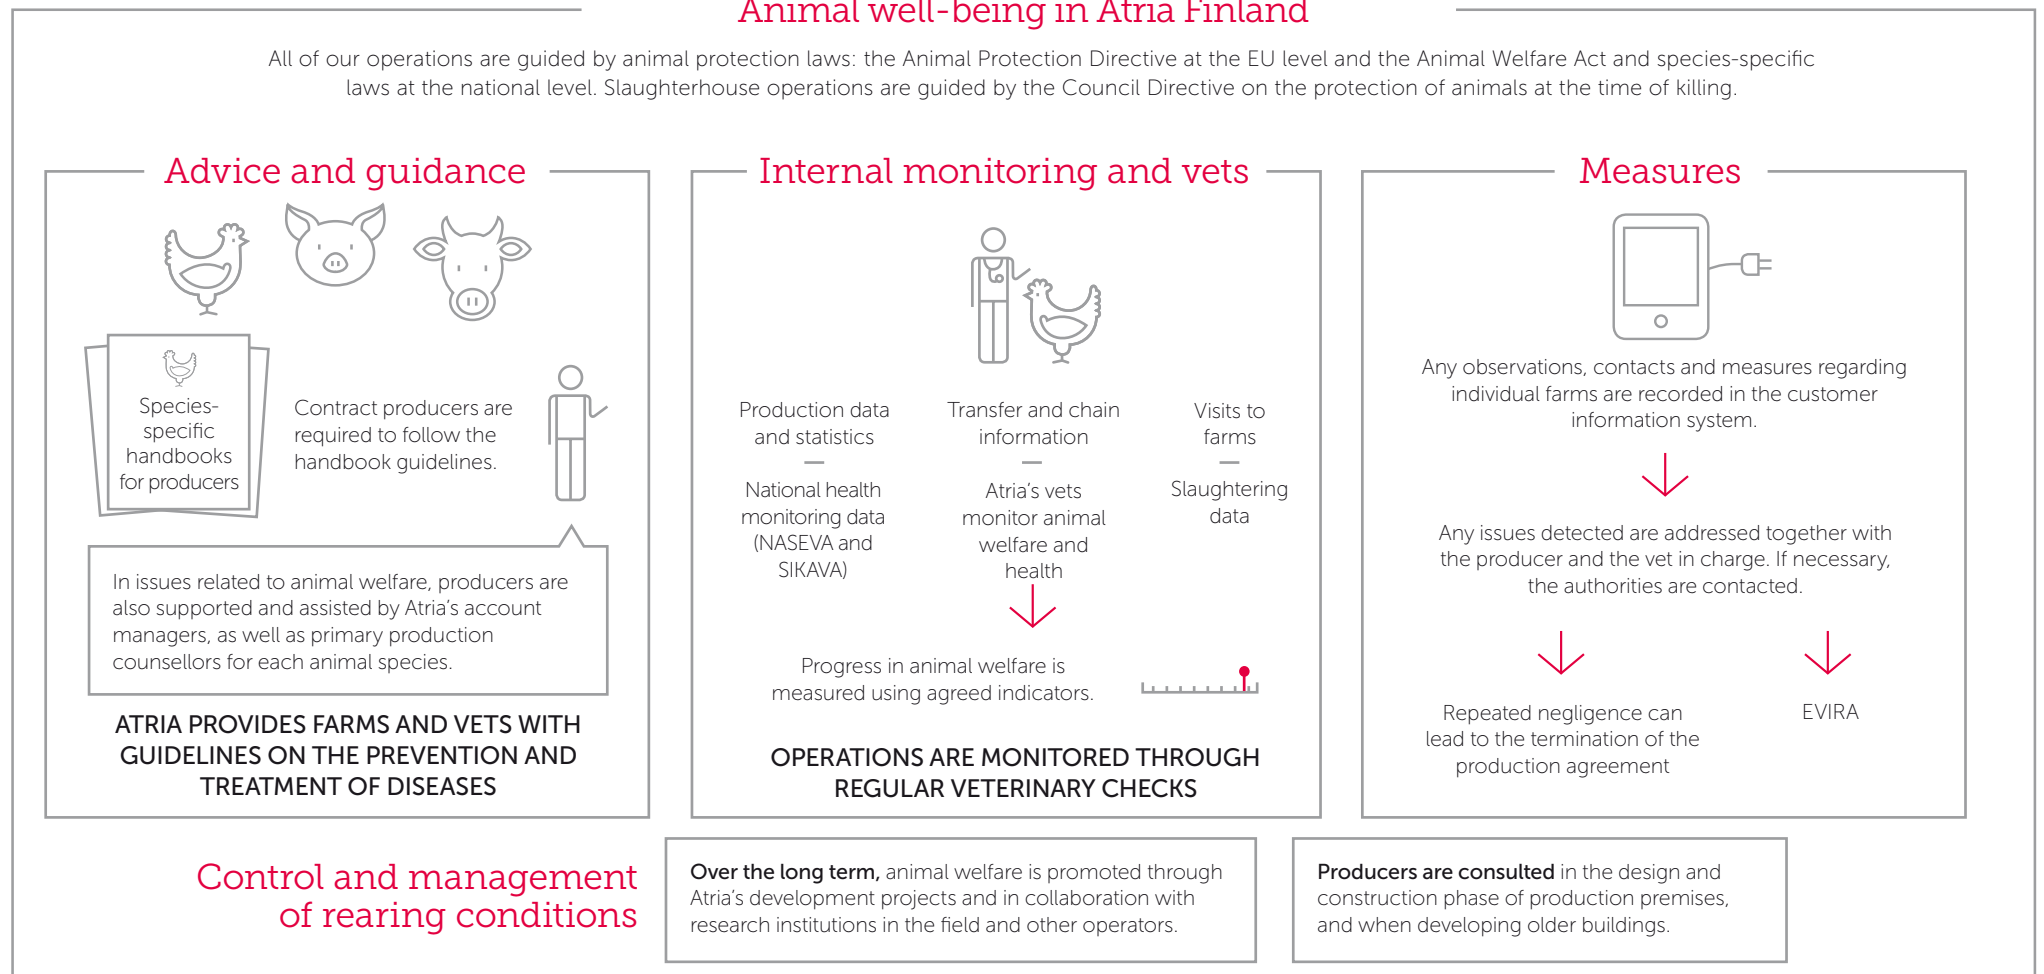 Animal well-being in Atria Finland
All of our operations are guided by animal protection laws: the Animal Protection Directive at the EU level and the Animal Welfare Act and species-specific
laws at the national level. Slaughterhouse operations are guided by the Council Directive on the protection of animals at the time of killing.
Advice and guidance
Species-
specific
handbooks
for producers
Contract producers are
required to follow the
handbook guidelines.
In issues related to animal welfare, producers are
also supported and assisted by Atria’s account
managers, as well as primary production
counsellors for each animal species.
ATRIA PROVIDES FARMS AND VETS WITH
GUIDELINES ON THE PREVENTION AND
TREATMENT OF DISEASES
Internal monitoring and vets
Production data
and statistics
National health
monitoring data
(NASEVA and
SIKAVA)
Transfer and chain
information
Atria’s vets
monitor animal
welfare and
health
Visits to
farms
Slaughtering
data
Progress in animal welfare is
measured using agreed indicators.
OPERATIONS ARE MONITORED THROUGH
REGULAR VETERINARY CHECKS
Measures
Any observations, contacts and measures regarding
individual farms are recorded in the customer
information system.
Any issues detected are addressed together with
the producer and the vet in charge. If necessary,
the authorities are contacted.
Repeated negligence can
lead to the termination of the
production agreement
EVIRA
Control and management
of rearing conditions
Over the long term, animal welfare is promoted through
Atria’s development projects and in collaboration with
research institutions in the field and other operators.
Producers are consulted in the design and
construction phase of production premises,
and when developing older buildings.